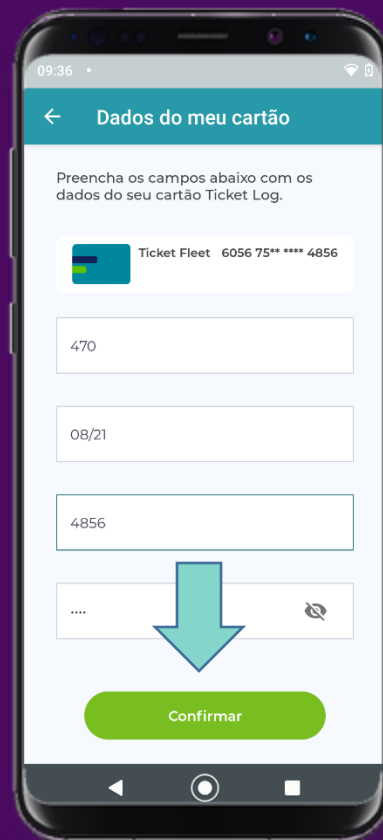 09:36
Dados do meu cartão
Preencha os campos abaixo com os
dados do seu cartão Ticket Log.
Ticket Fleet 6056 75** **** 4856
470
08/21
4856
....
Confirmar